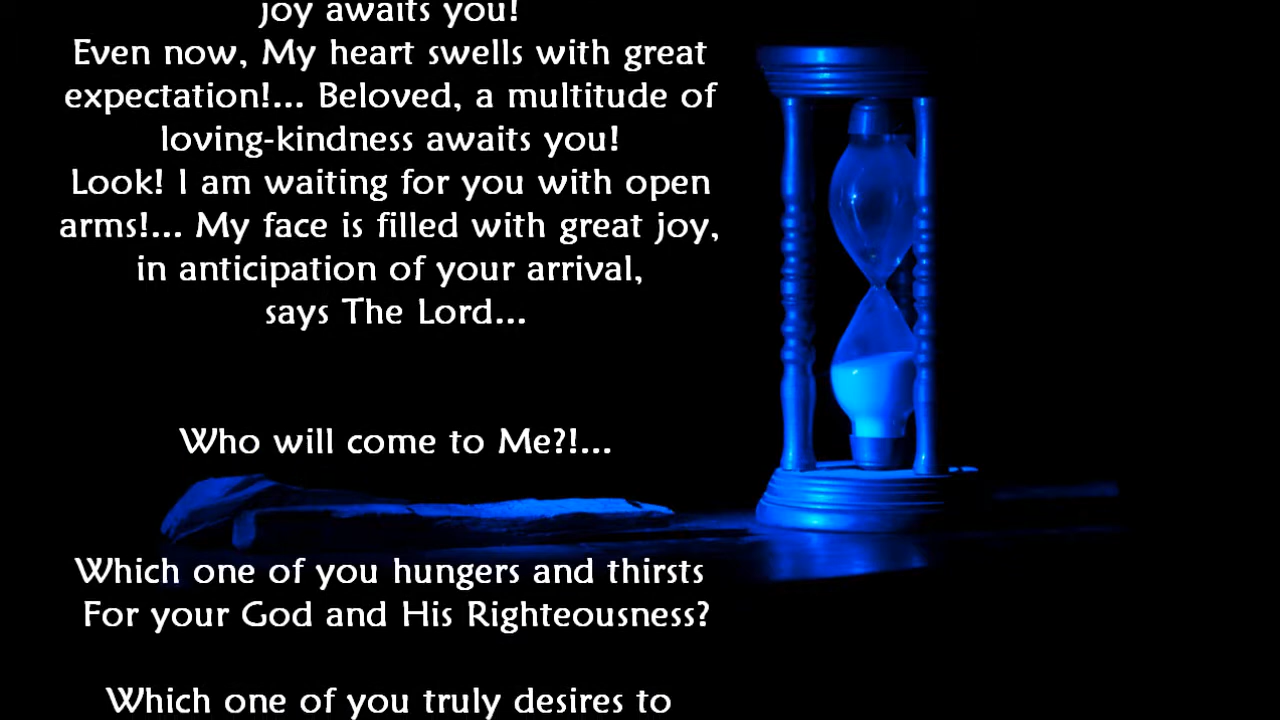 joy awaits you!
Even now, My heart swells with great
expectation!... Beloved, a multitude of
loving-kindness awaits you!
Look! I am waiting for you with open
arms!... My face is filled with great joy,
in anticipation of your arrival,
says The Lord...
Who will come to Me?!...
Which one of you hungers and thirsts
For your God and His Righteousness?
Which one of you truly desires to